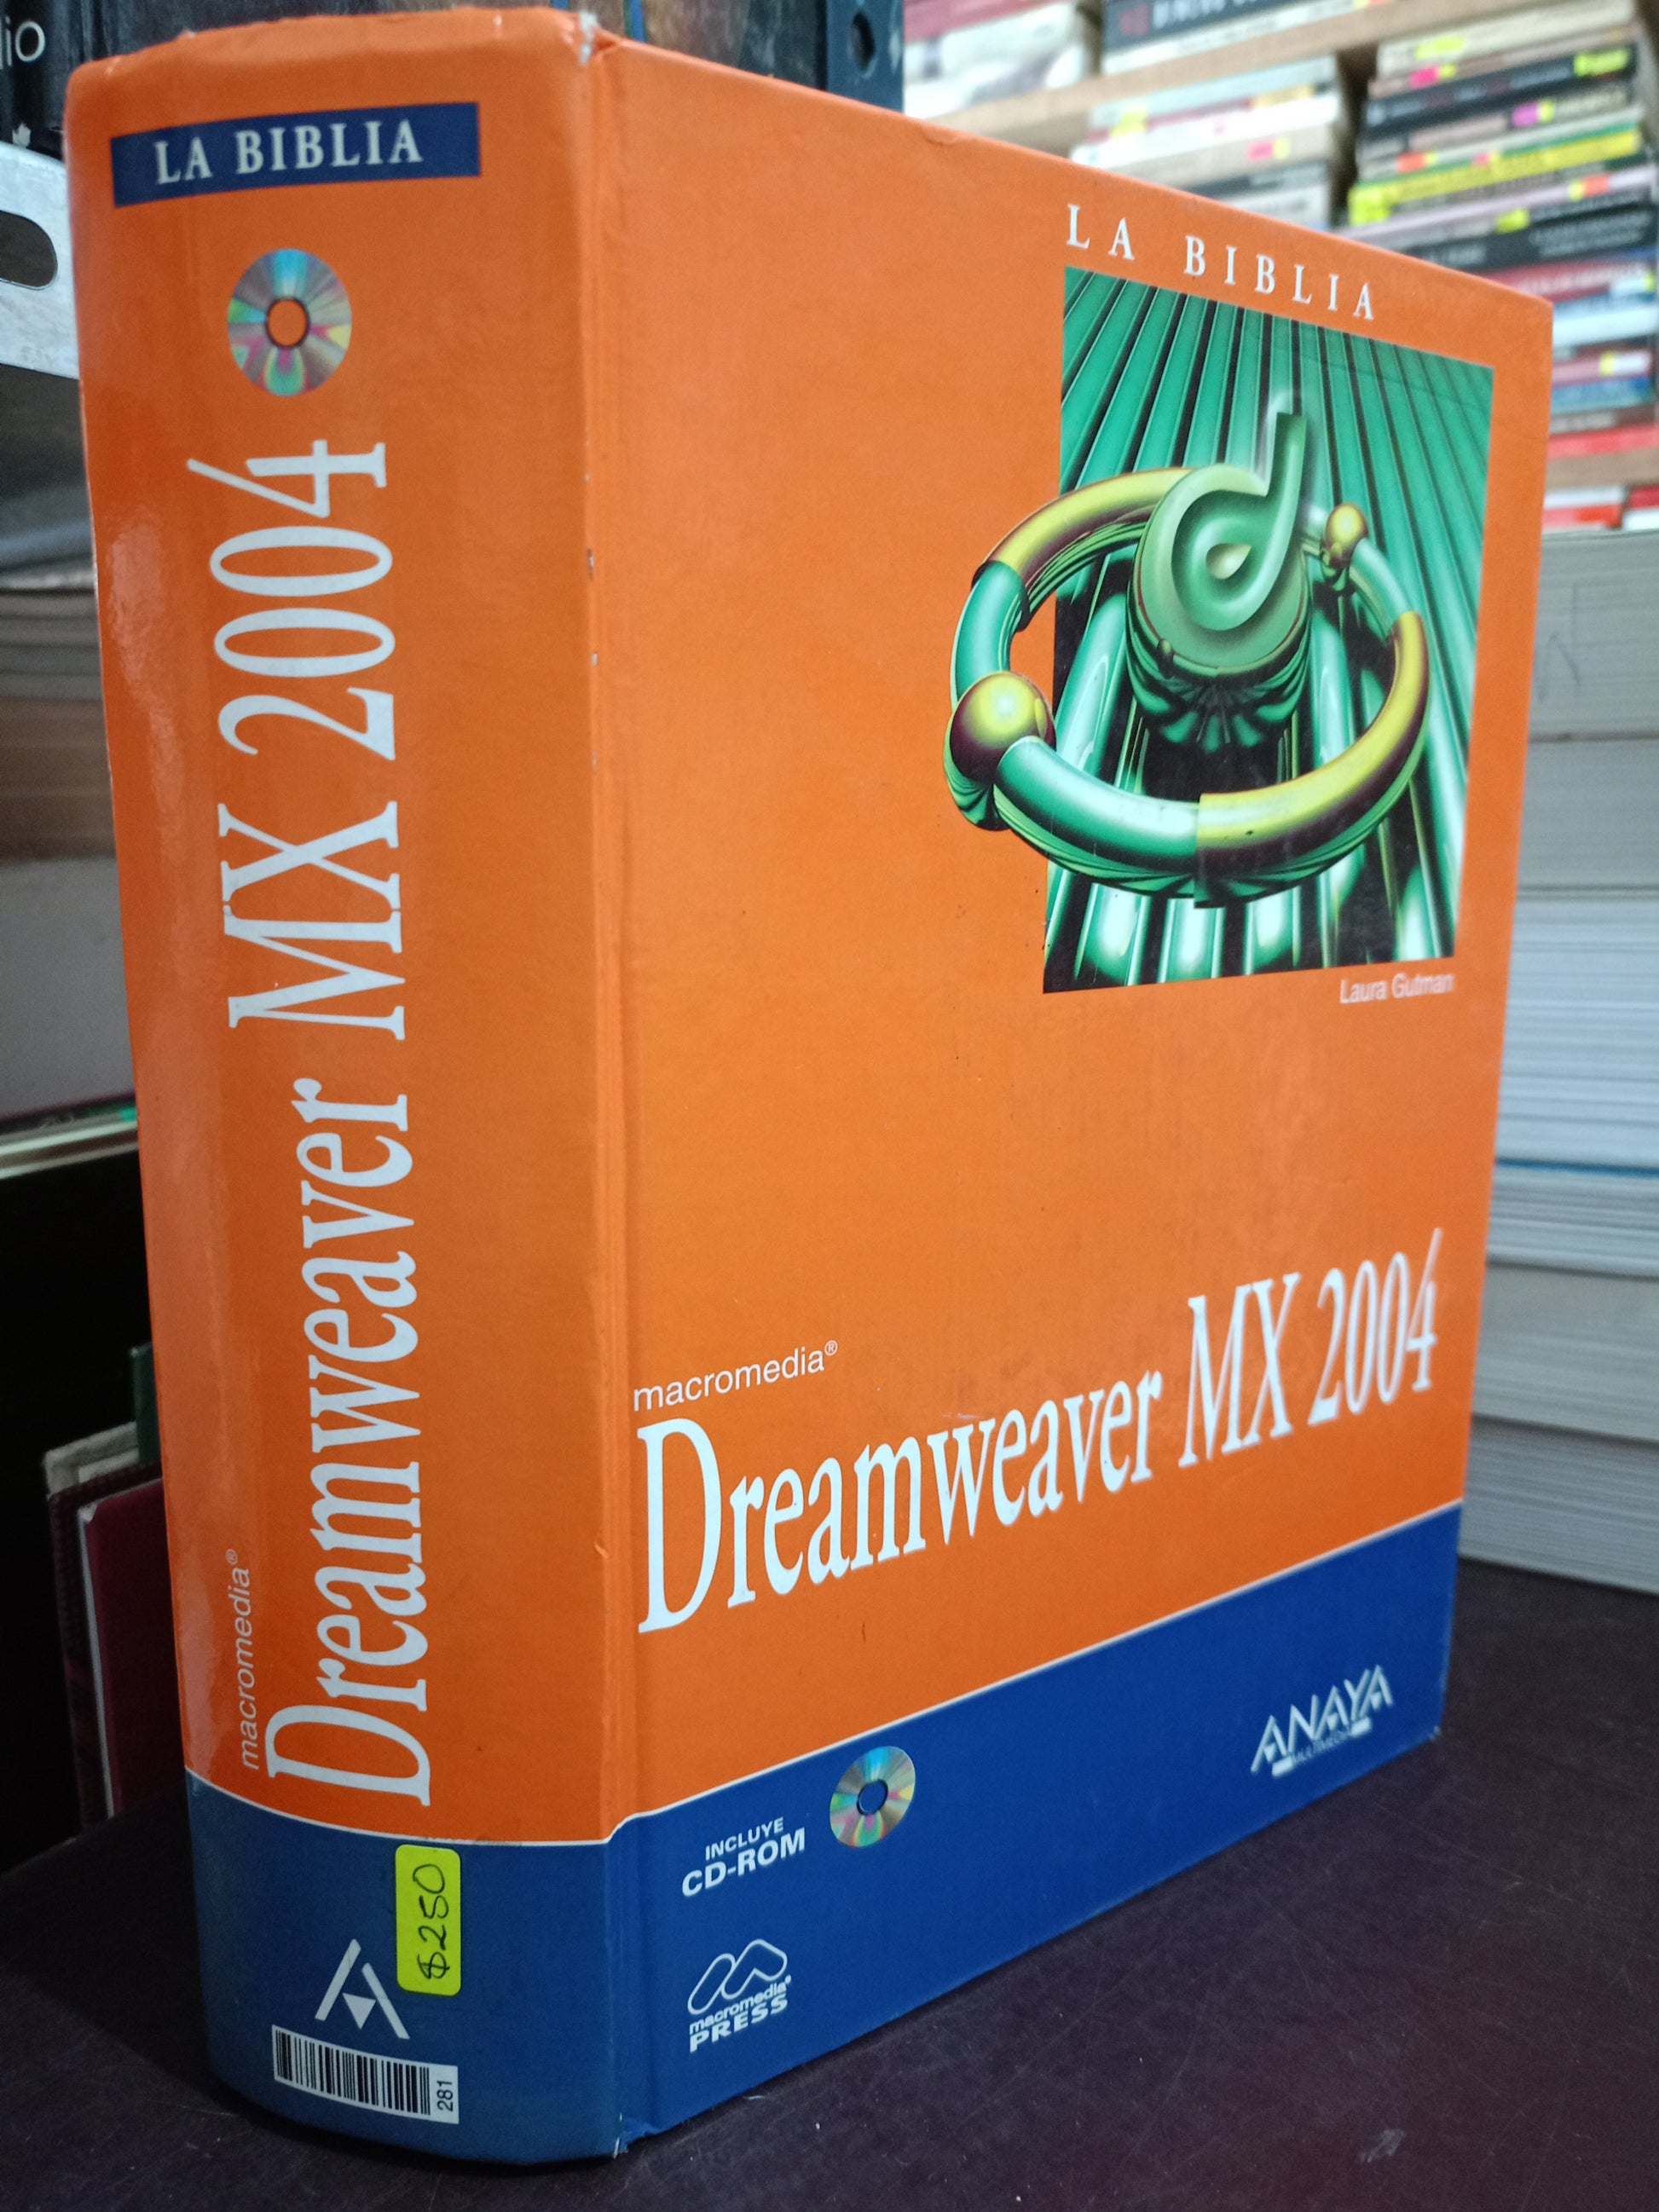 LA BIBLIA
macromedia®
Dreamweaver MX 2004
$250
281
LA BIBLIA
Laura Gutman
macromedia®
Dreamweaver MX 2004
INCLUYE
CD-ROM
macromedia®
PRESS
ANAYA
MULTIMEDIA